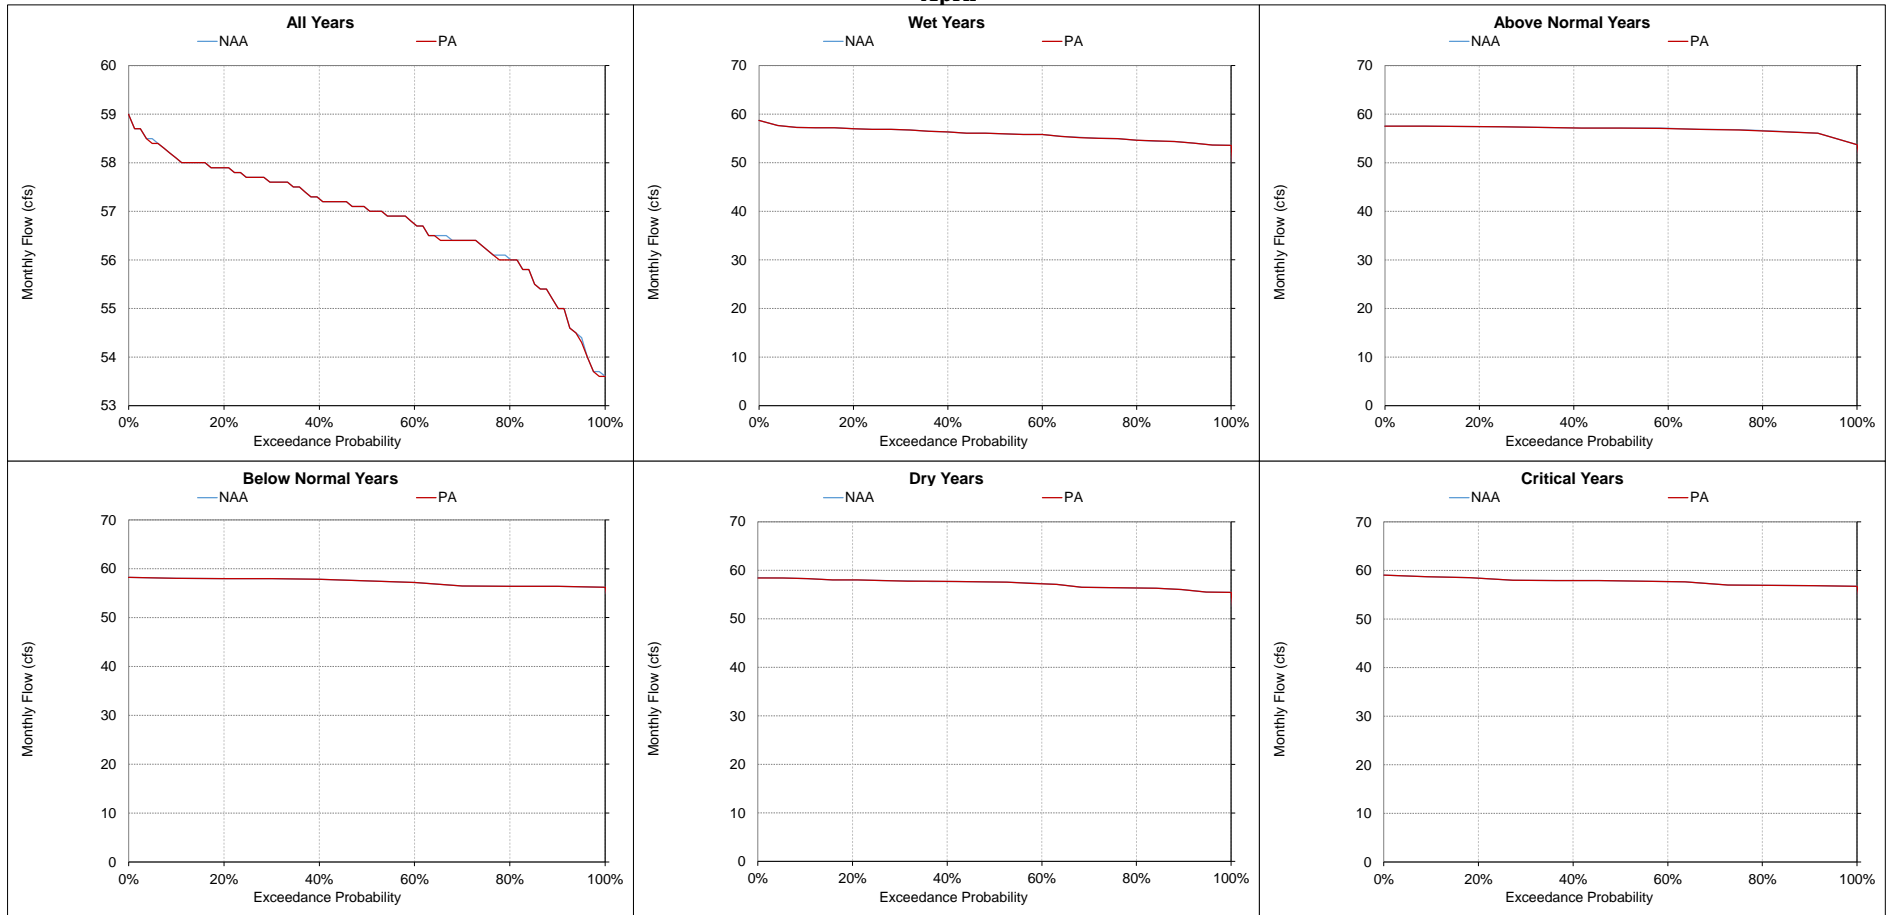 All Years
NAA PA
60
59
58
57
56
55
54
53
Monthly Flow (cfs)
0% 20% 40% 60% 80% 100%
Exceedance Probability
Wet Years
NAA PA
70
60
50
40
30
20
10
0
Monthly Flow (cfs)
0% 20% 40% 60% 80% 100%
Exceedance Probability
Above Normal Years
NAA PA
70
60
50
40
30
20
10
0
Monthly Flow (cfs)
0% 20% 40% 60% 80% 100%
Exceedance Probability
Below Normal Years
NAA PA
70
60
50
40
30
20
10
0
Monthly Flow (cfs)
0% 20% 40% 60% 80% 100%
Exceedance Probability
Dry Years
NAA PA
70
60
50
40
30
20
10
0
Monthly Flow (cfs)
0% 20% 40% 60% 80% 100%
Exceedance Probability
Critical Years
NAA PA
70
60
50
40
30
20
10
0
Monthly Flow (cfs)
0% 20% 40% 60% 80% 100%
Exceedance Probability